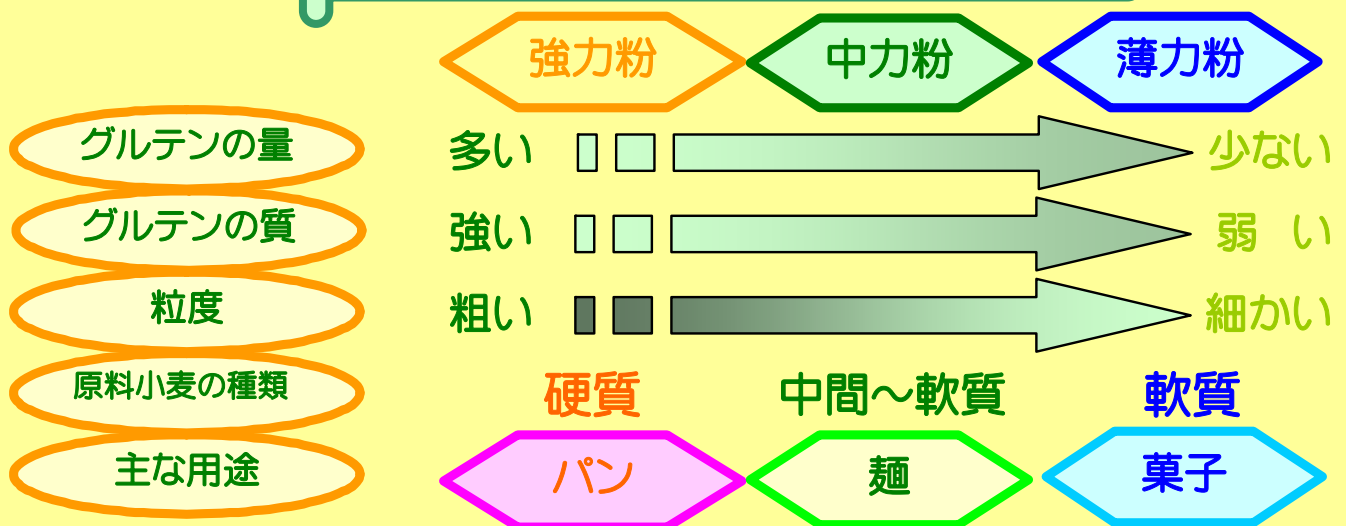 強力粉 中力粉 薄力粉
グルテンの量 多い 少ない
グルテンの質 強い 弱 い
粒度 粗い 細かい
原料小麦の種類 硬質 中間～軟質 軟質
主な用途 パン 麺 菓子